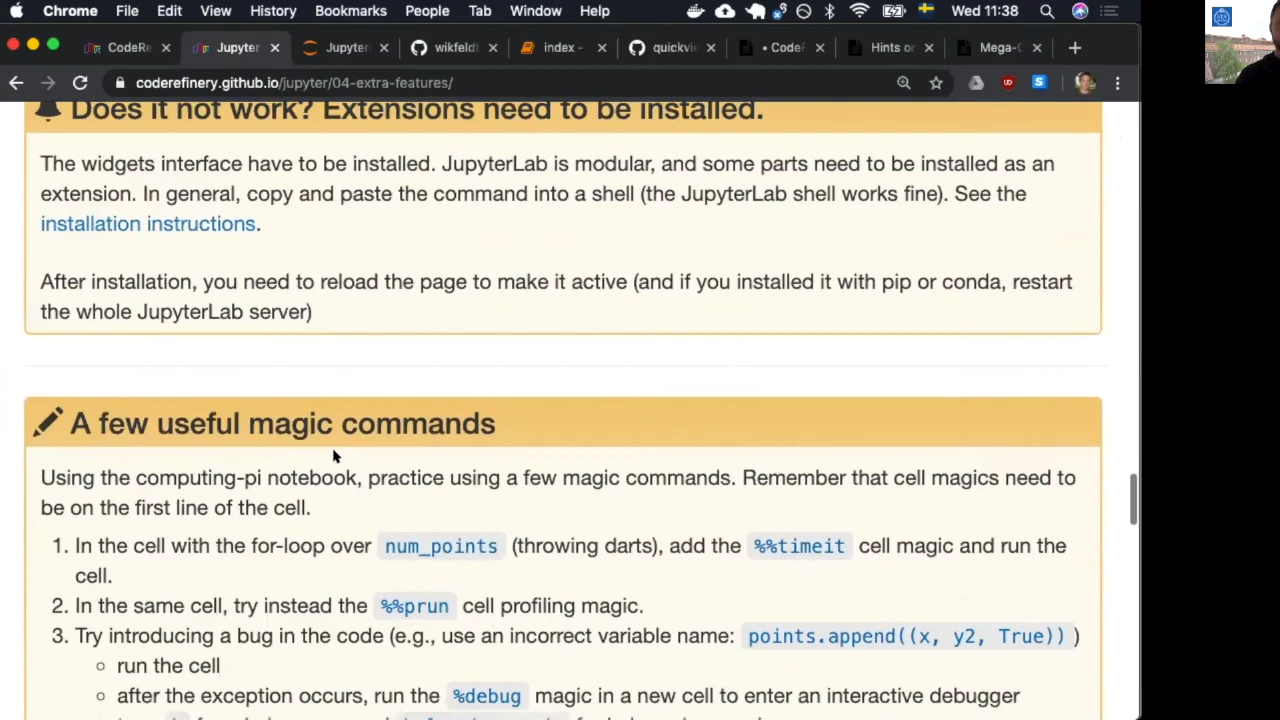 Chrome File Edit View History Bookmarks People Tab Window Help Wed 11:38
CodeRe Jupyter Jupyter wikfeldt index - quickvi • CodeF Hints or Mega-
coderefinery.github.io/jupyter/04-extra-features/
Does it not work? Extensions need to be installed.
The widgets interface have to be installed. JupyterLab is modular, and some parts need to be installed as an
extension. In general, copy and paste the command into a shell (the JupyterLab shell works fine). See the
installation instructions.
After installation, you need to reload the page to make it active (and if you installed it with pip or conda, restart
the whole JupyterLab server)
A few useful magic commands
Using the computing-pi notebook, practice using a few magic commands. Remember that cell magics need to
be on the first line of the cell.
1. In the cell with the for-loop over num_points (throwing darts), add the %%timeit cell magic and run the
cell.
2. In the same cell, try instead the %%prun cell profiling magic.
3. Try introducing a bug in the code (e.g., use an incorrect variable name: points.append((x, y2, True)) )
run the cell
after the exception occurs, run the %debug magic in a new cell to enter an interactive debugger